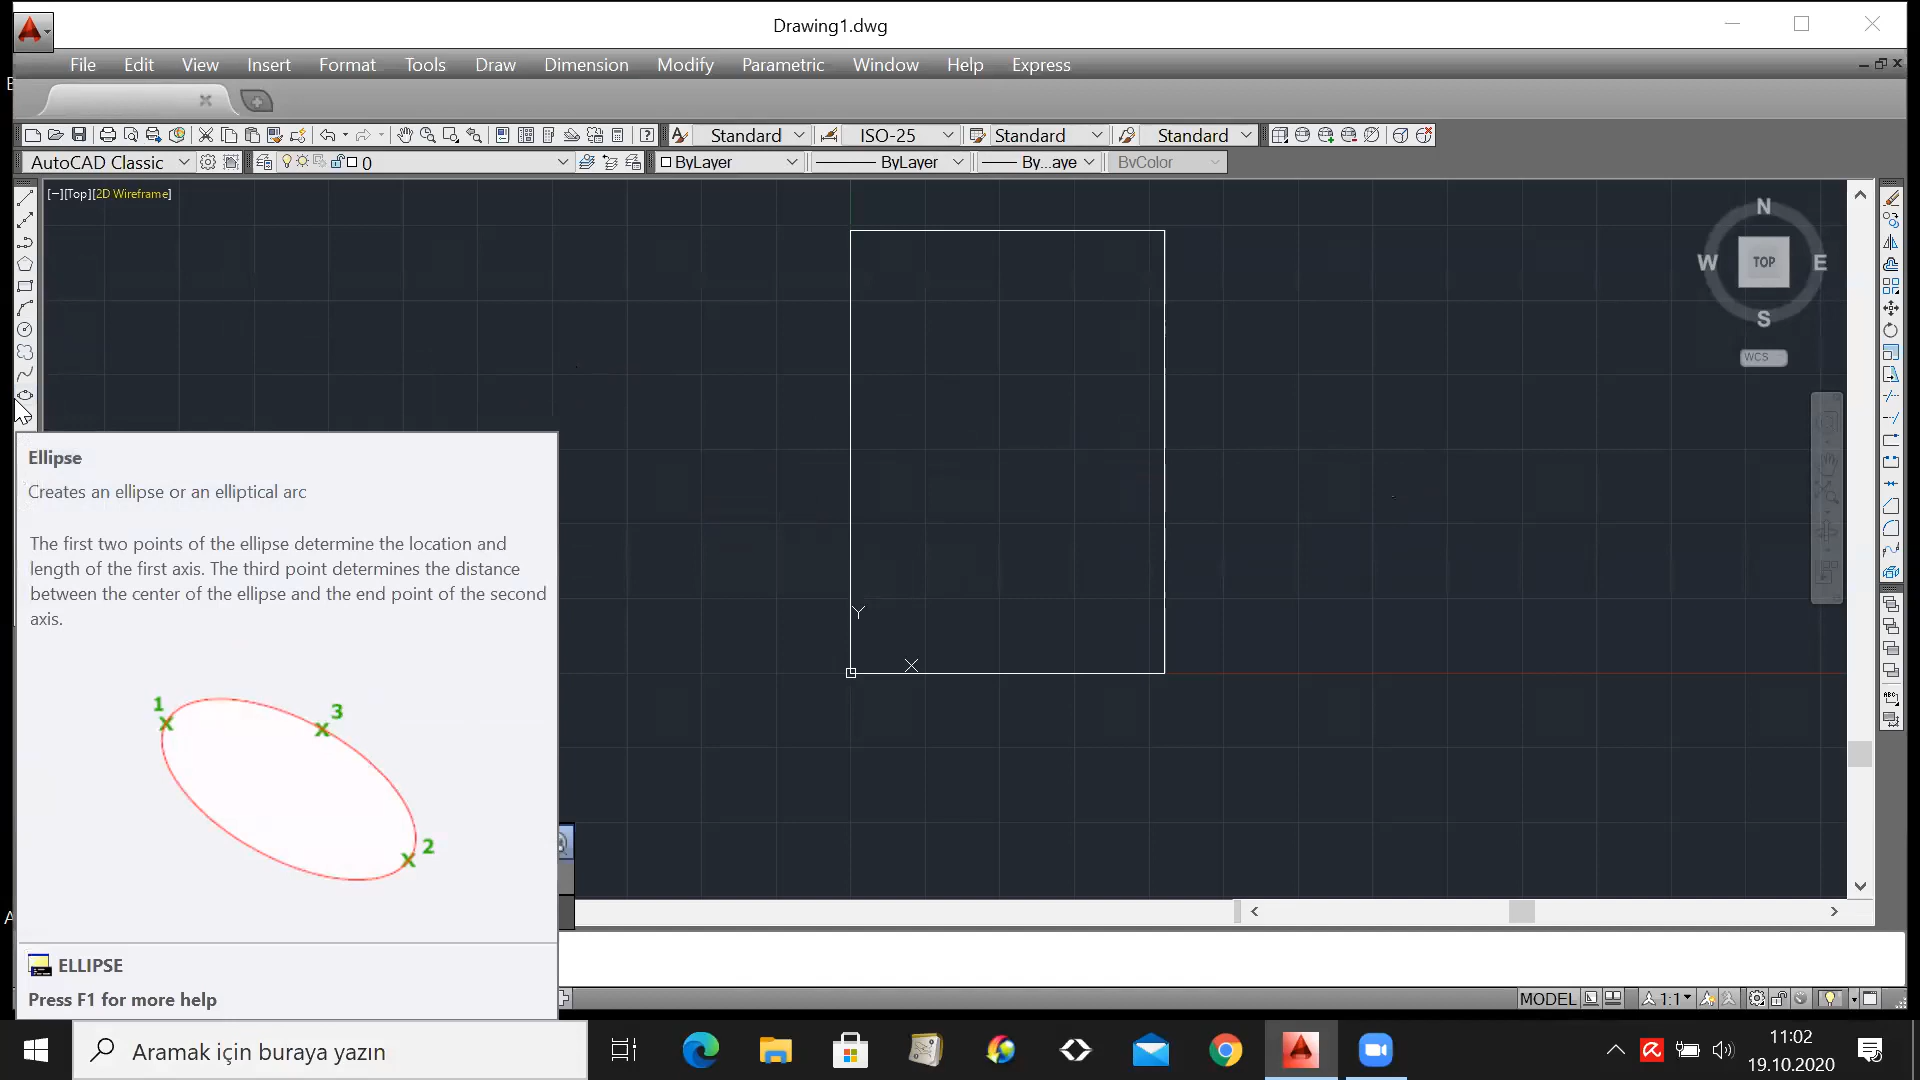 Drawing1.dwg
File Edit View Insert Format Tools Draw Dimension Modify Parametric Window Help Express
Standard ISO-25 Standard Standard
AutoCAD Classic 0 ByLayer ByLayer By...aye ByColor
[−][Top][2D Wireframe]
N
W TOP E
S
WCS
Y
X
Ellipse
Creates an ellipse or an elliptical arc
The first two points of the ellipse determine the location and
length of the first axis. The third point determines the distance
between the center of the ellipse and the end point of the second
axis.
1
3
2
ELLIPSE
Press F1 for more help
MODEL 1:1
Aramak için buraya yazın
11:02
19.10.2020